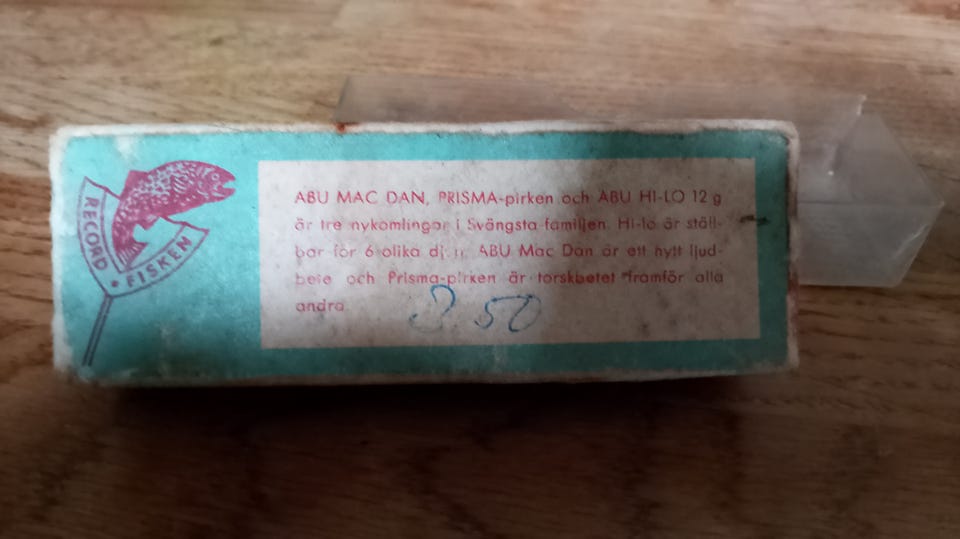 RECORD
FISKEN
ABU MAC DAN, PRISMA-pirken och ABU HI-LO 12 g
är tre nykomlingar i Svängsta-familjen. Hi-lo är ställ-
bar för 6 olika ABU Mac Dan är ett nytt ljud-
bete och Prisma-pirken är torskbetet framför alla
andra.
3 50